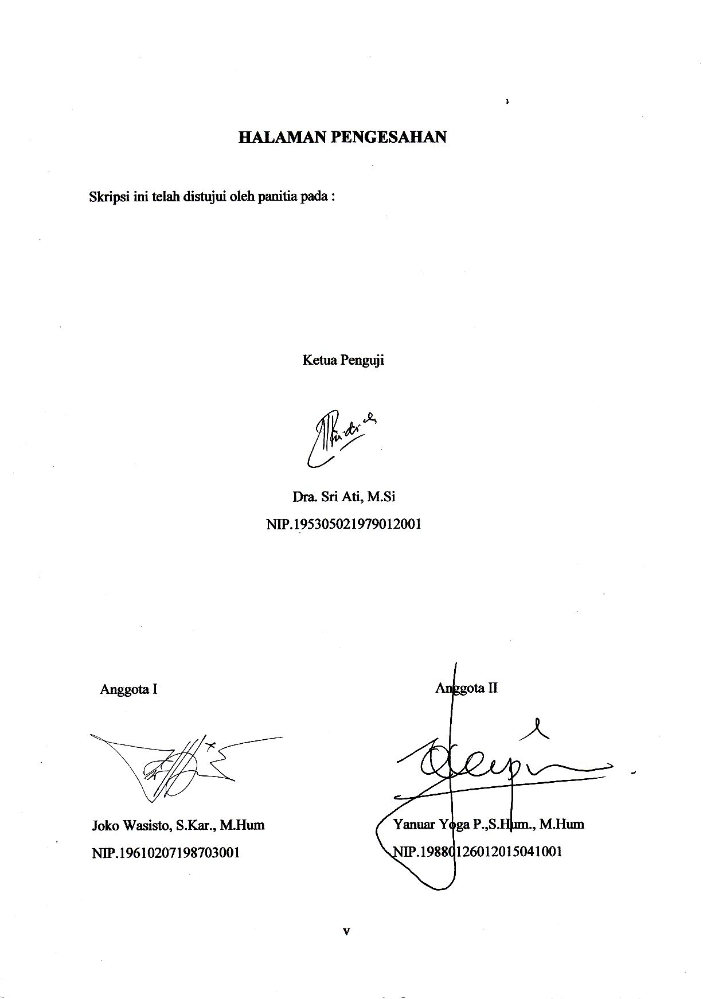 HALAMAN PENGESAHAN
Skripsi ini telah distujui oleh panitia pada :
Ketua Penguji
Dra. Sri Ati, M.Si
NIP.195305021979012001
Anggota I
Anggota II
Joko Wasisto, S.Kar., M.Hum
Yanuar Yoga P.,S.Hum., M.Hum
NIP.19610207198703001
NIP.19880126012015041001
v